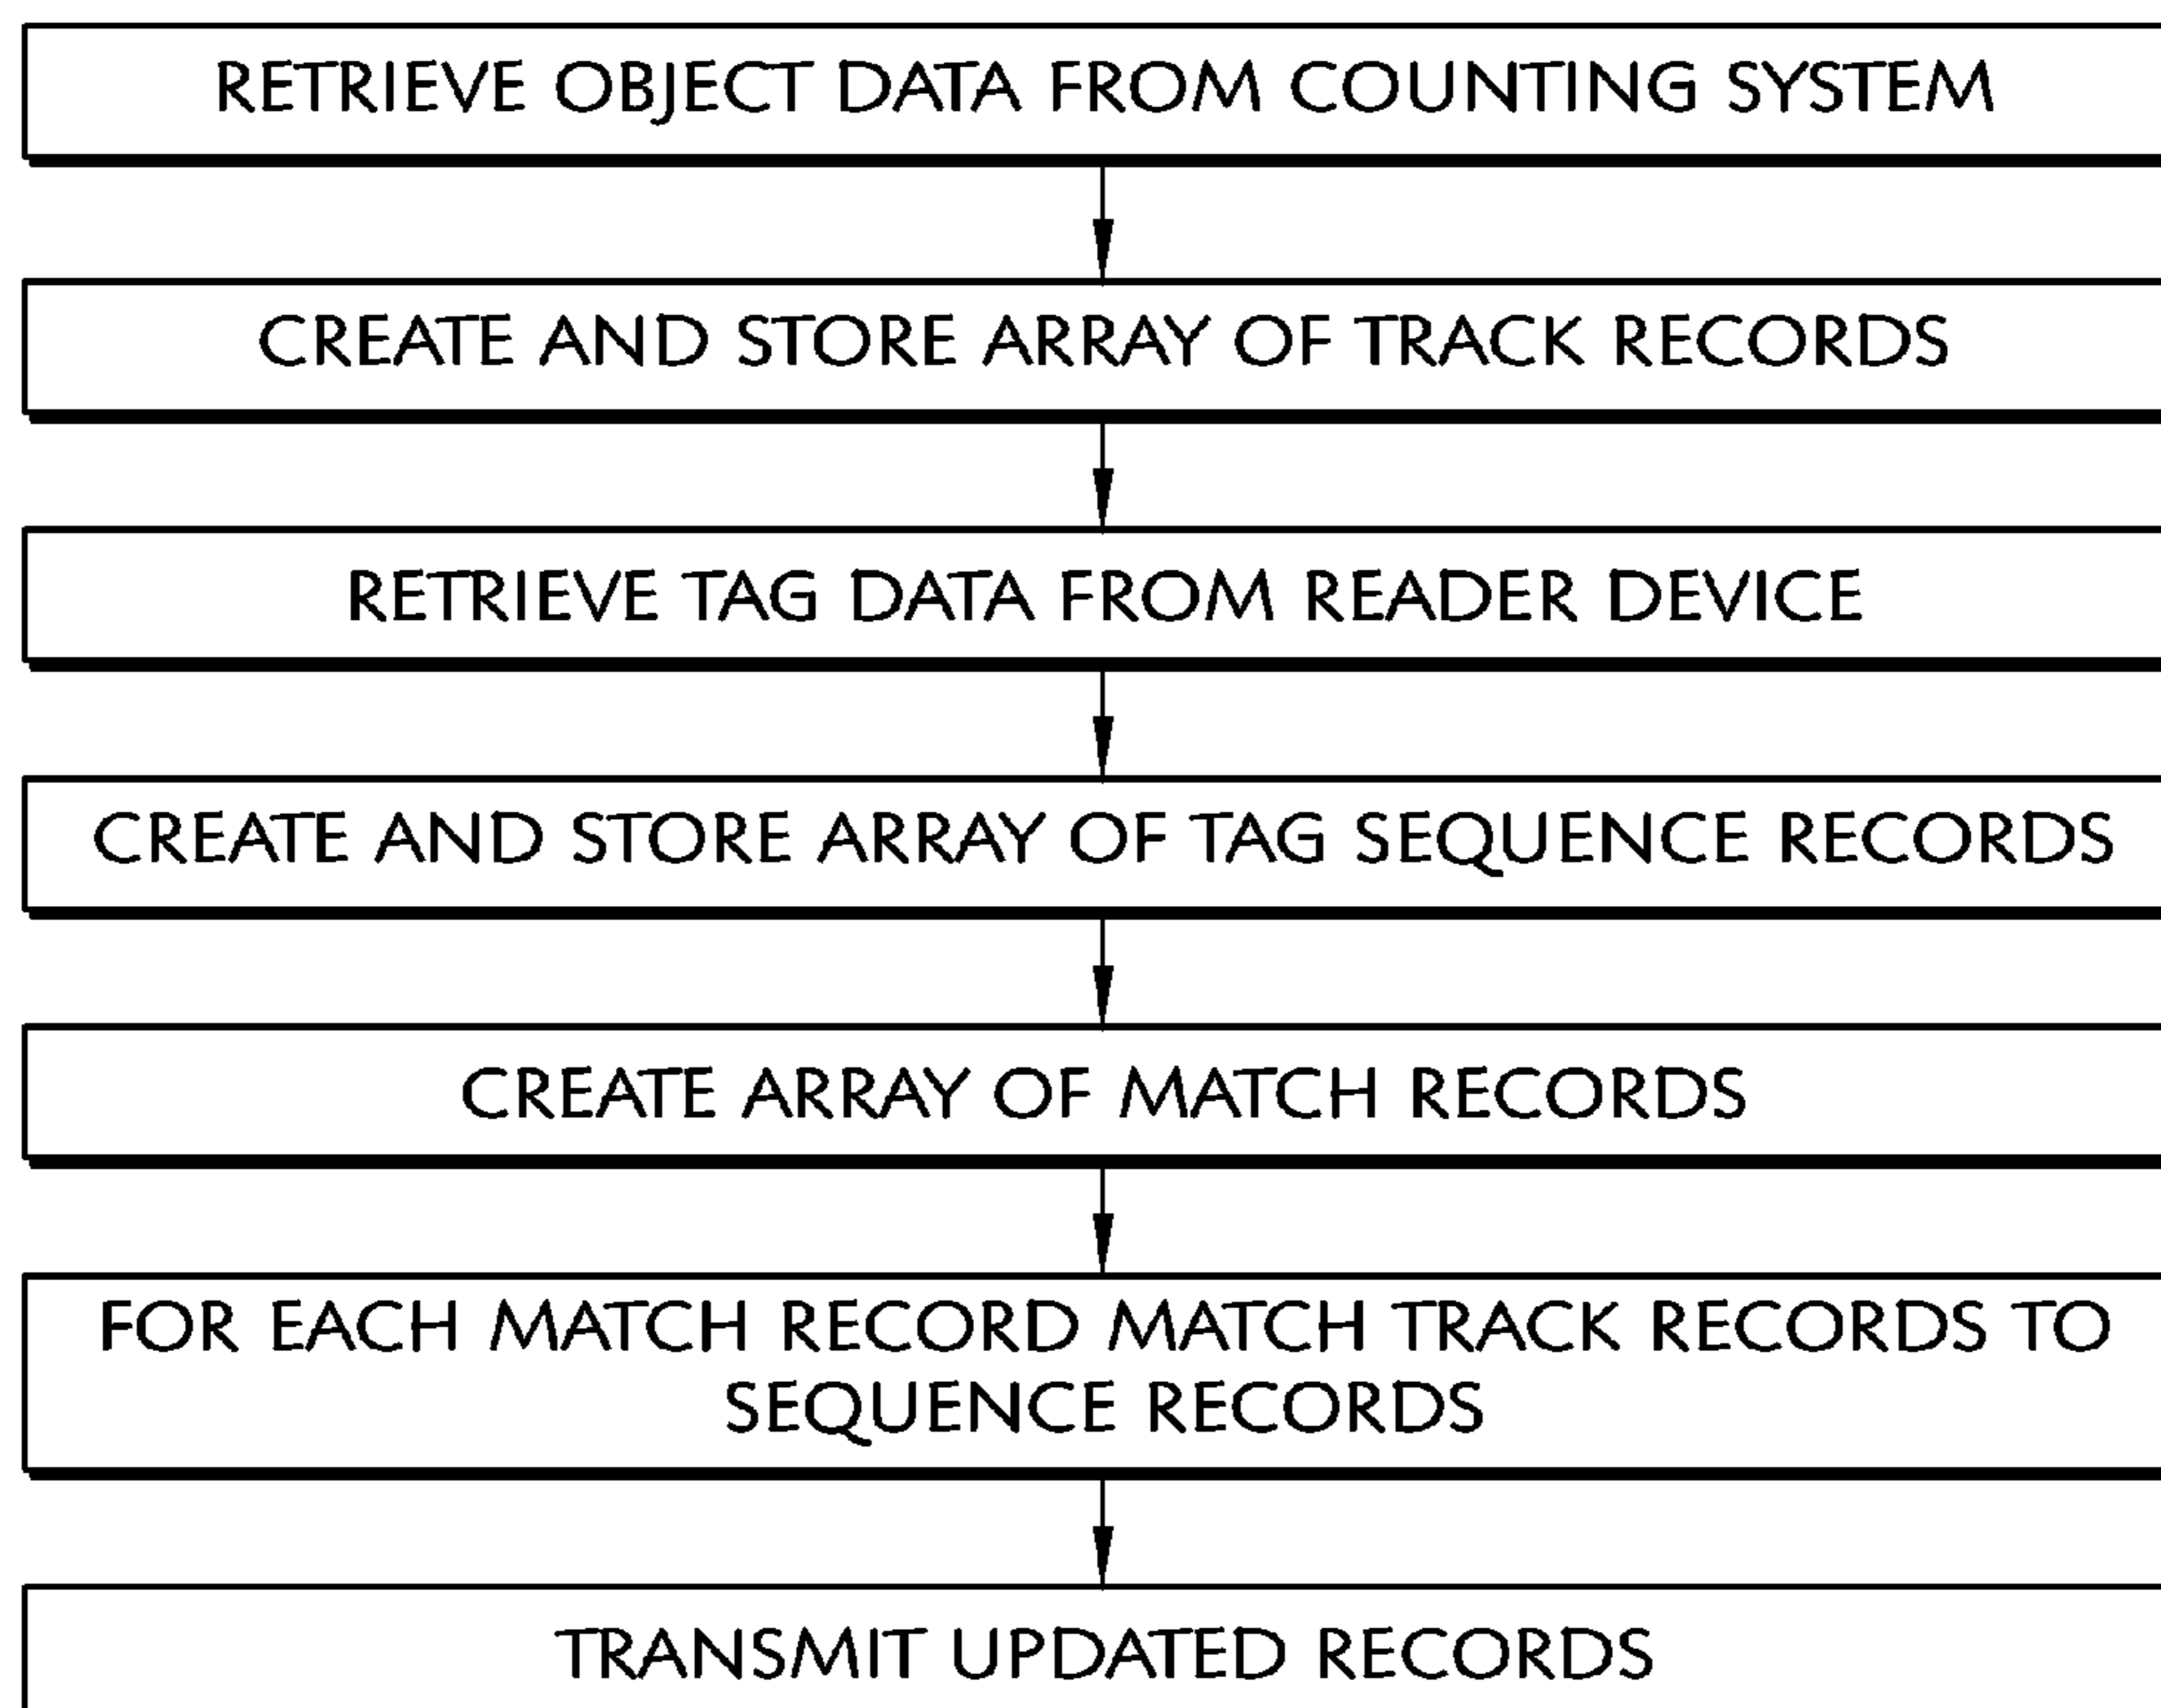 RETRIEVE OBJECT DATA FROM COUNTING SYSTEM
CREATE AND STORE ARRAY OF TRACK RECORDS
RETRIEVE TAG DATA FROM READER DEVICE
CREATE AND STORE ARRAY OF TAG SEQUENCE RECORDS
CREATE ARRAY OF MATCH RECORDS
FOR EACH MATCH RECORD MATCH TRACK RECORDS TO
SEQUENCE RECORDS
TRANSMIT UPDATED RECORDS